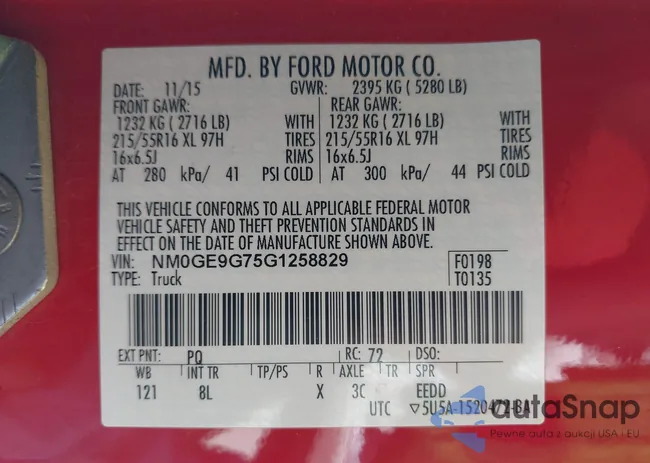 MFD. BY FORD MOTOR CO.
DATE: 11/15 GVWR: 2395 KG ( 5280 LB)
FRONT GAWR: REAR GAWR:
1232 KG ( 2716 LB) WITH 1232 KG ( 2716 LB) WITH
215/55R16 XL 97H TIRES 215/55R16 XL 97H TIRES
16x6.5J RIMS 16x6.5J RIMS
AT 280 kPa/ 41 PSI COLD AT 300 kPa/ 44 PSI COLD
THIS VEHICLE CONFORMS TO ALL APPLICABLE FEDERAL MOTOR
VEHICLE SAFETY AND THEFT PREVENTION STANDARDS IN
EFFECT ON THE DATE OF MANUFACTURE SHOWN ABOVE.
VIN: NM0GE9G75G1258829 F0198
TYPE: Truck T0135
EXT PNT: PQ RC: 72 DSO:
WB INT TR TP/PS R AXLE TR SPR
121 8L X 3C EEDD
UTC ▽5U5A-1520472-BA
autoSnap
Pewne auta z aukcji USA i EU